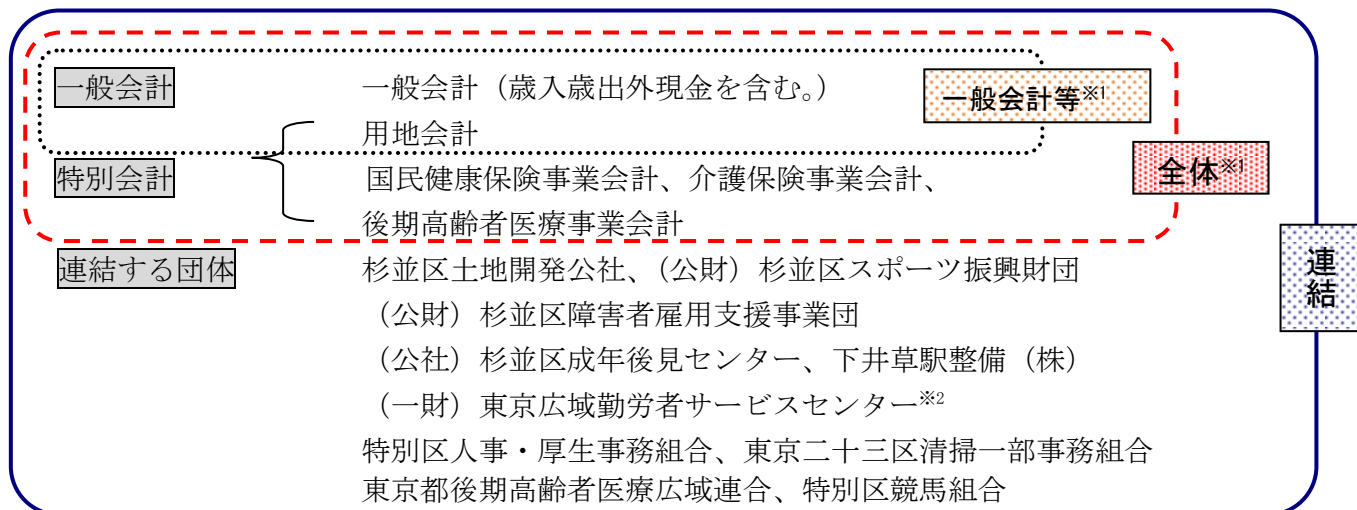 一般会計 一般会計（歳入歳出外現金を含む。） 一般会計等※1
用地会計
特別会計 国民健康保険事業会計、介護保険事業会計、 全体※1
後期高齢者医療事業会計
連結する団体 杉並区土地開発公社、（公財）杉並区スポーツ振興財団 連結
（公財）杉並区障害者雇用支援事業団
（公社）杉並区成年後見センター、下井草駅整備（株）
（一財）東京広域勤労者サービスセンター※2
特別区人事・厚生事務組合、東京二十三区清掃一部事務組合
東京都後期高齢者医療広域連合、特別区競馬組合